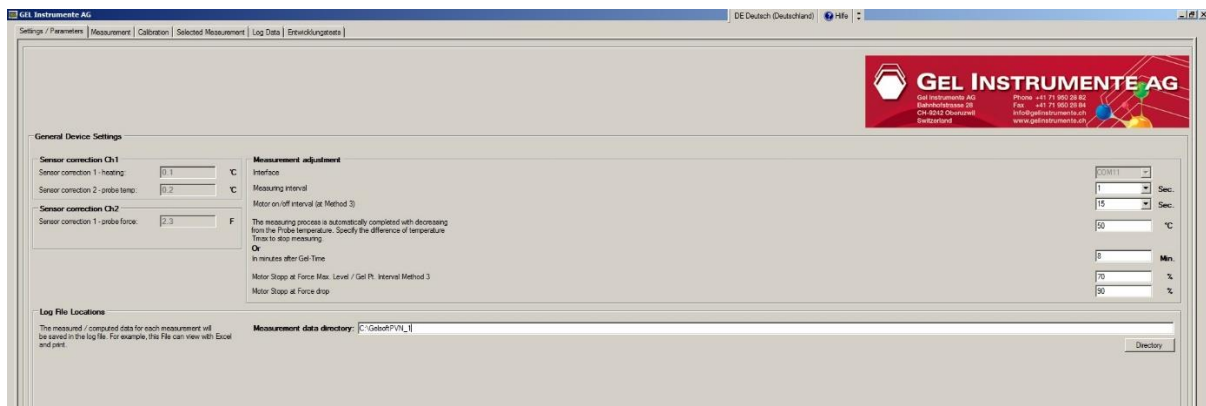 GEL Instrumente AG
DE Deutsch (Deutschland) Hilfe
Settings / Parameters Measurement Calibration Selected Measurement Log Data Entwicklungstests
GEL INSTRUMENTE AG
Gel Instrumente AG Phone +41 71 950 28 82
Bahnhofstrasse 28 Fax +41 71 950 28 84
CH-9242 Oberuzwil info@gelinstrumente.ch
Switzerland www.gelinstrumente.ch
General Device Settings
Sensor correction Ch1
Sensor correction 1 - heating: 0.1 °C
Sensor correction 2 - probe temp: 0.2 °C
Sensor correction Ch2
Sensor correction 1 - probe force: 2.3 F
Measurement adjustment
Interface COM11
Measuring interval 1 Sec.
Motor on/off interval (at Method 3) 15 Sec.
The measuring process is automatically completed with decreasing
from the Probe temperature. Specify the difference of temperature 50 °C
Tmax to stop measuring.
Or
In minutes after Gel-Time 8 Min.
Motor Stopp at Force Max. Level / Gel Pt. Interval Method 3 70 %
Motor Stopp at Force drop 90 %
Log File Locations
The measured / computed data for each measurement will
be saved in the log file. For example, this File can view with Excel
and print.
Measurement data directory: C:\GelsoftPVN_1
Directory